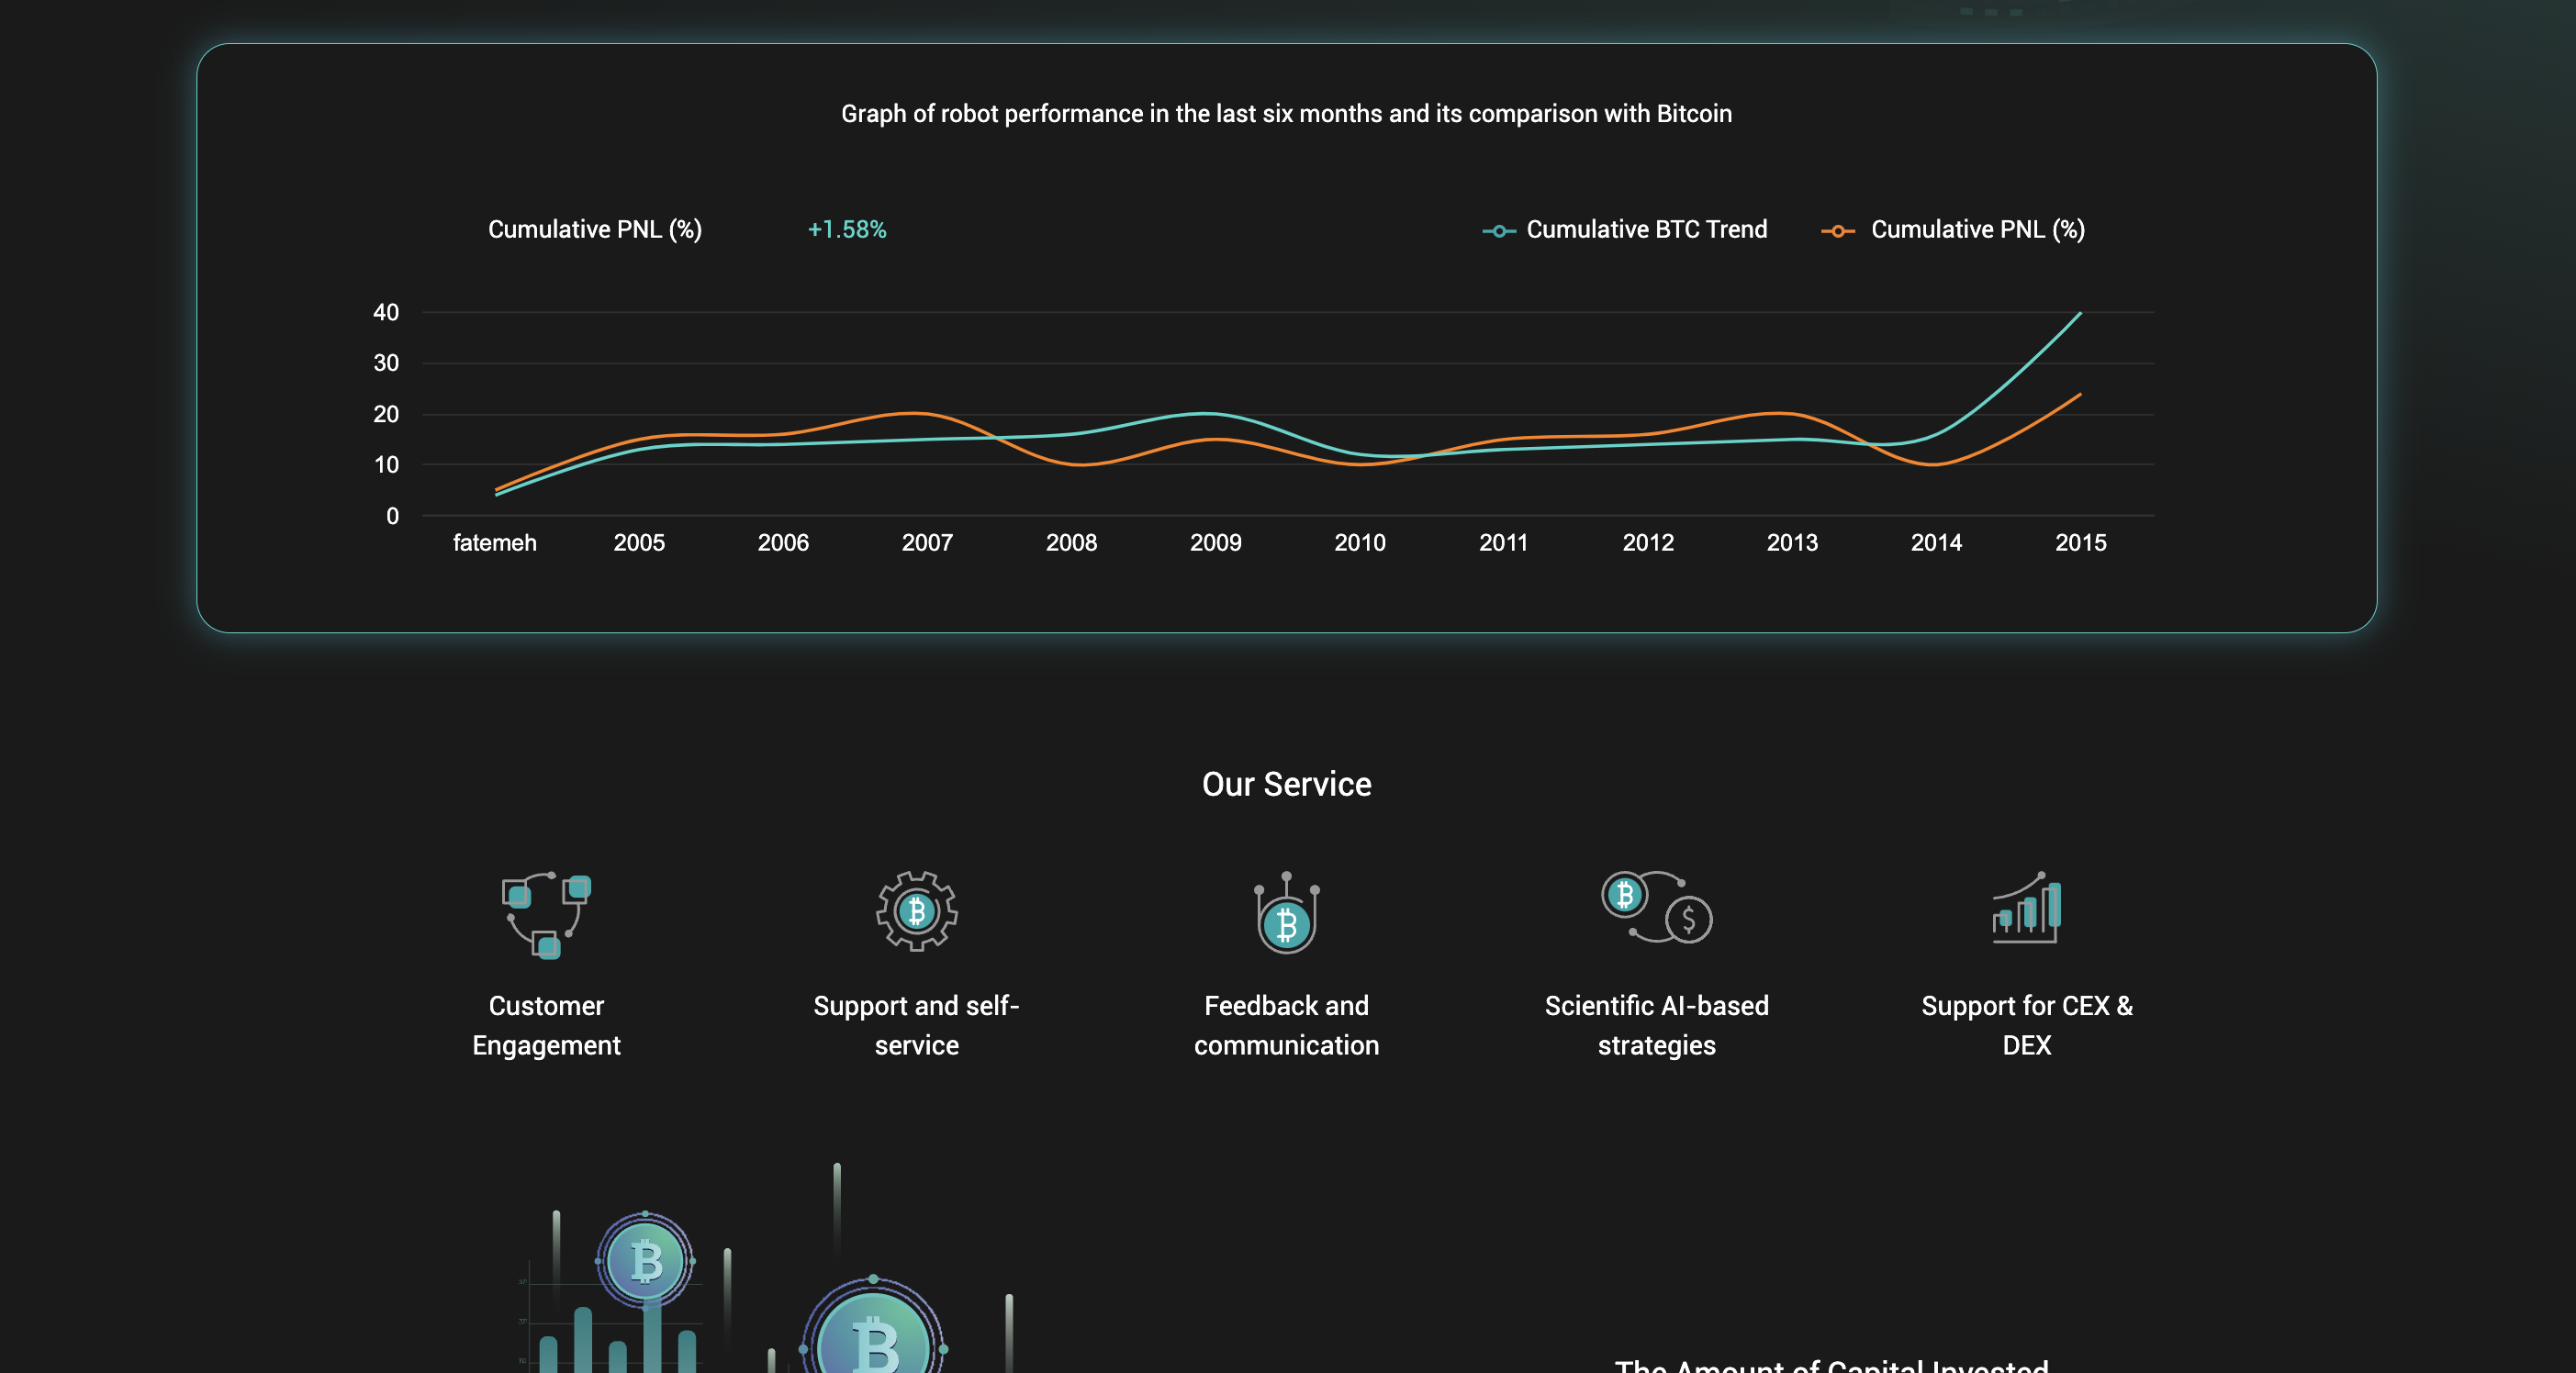 Graph of robot performance in the last six months and its comparison with Bitcoin
Cumulative PNL (%) +1.58% Cumulative BTC Trend Cumulative PNL (%)
40
30
20
10
0
fatemeh 2005 2006 2007 2008 2009 2010 2011 2012 2013 2014 2015
Our Service
Customer Engagement
Support and self-service
Feedback and communication
Scientific AI-based strategies
Support for CEX & DEX
The Amount of Capital Invested